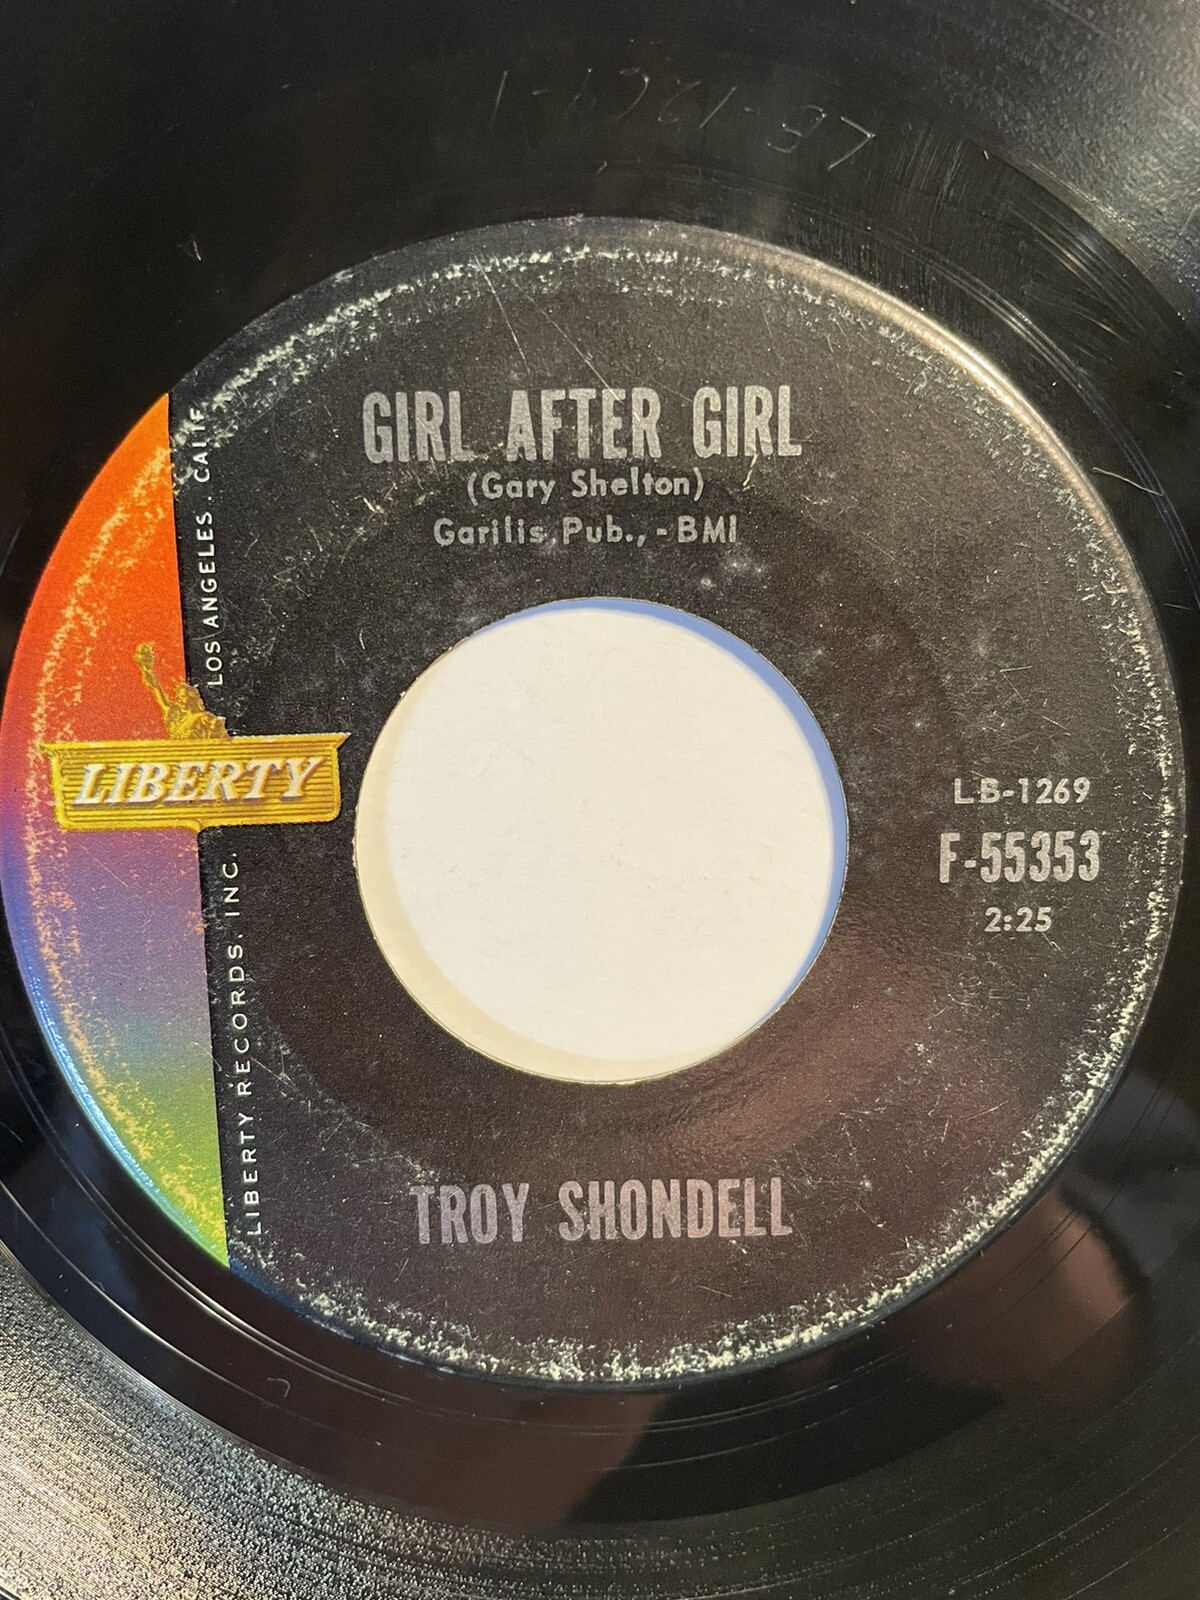 LB-1269-1
GIRL AFTER GIRL
(Gary Shelton)
Garilis Pub., - BMI
LIBERTY RECORDS, INC. LOS ANGELES, CALIF
LIBERTY
LB-1269
F-55353
2:25
TROY SHONDELL